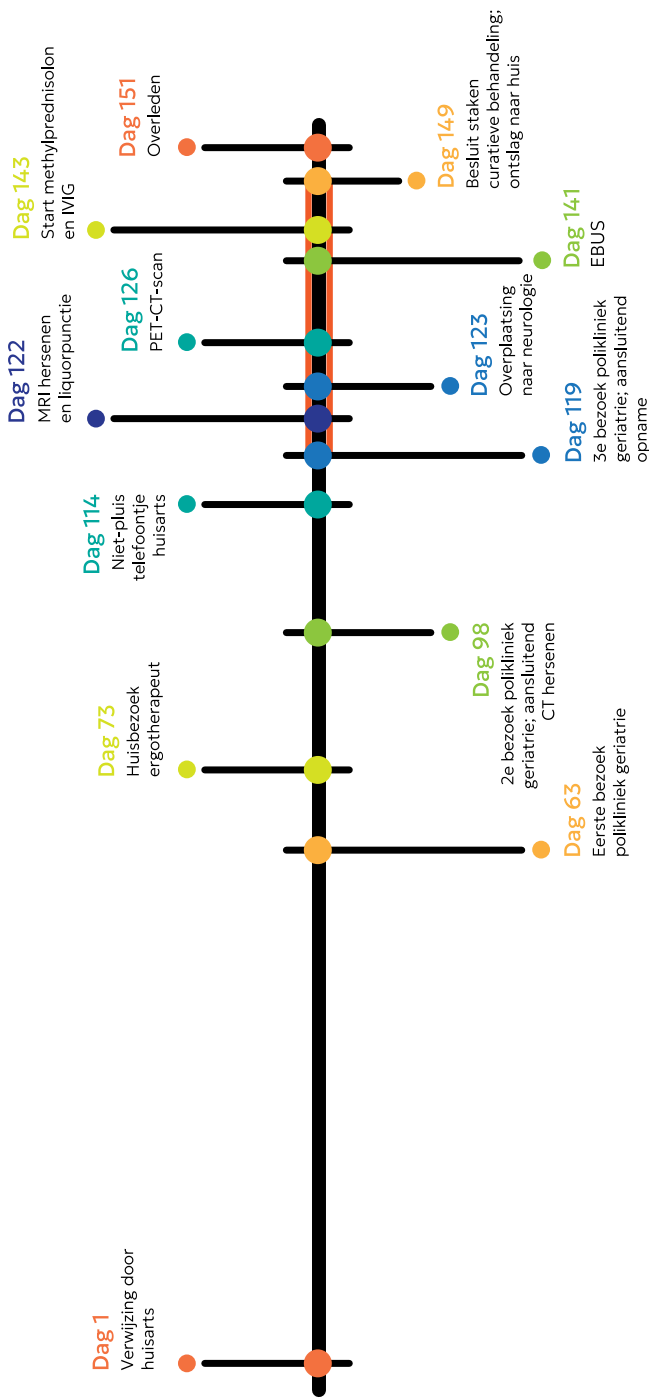 Dag 1
Verwijzing door
huisarts
Dag 63
Eerste bezoek
polikliniek geriatrie
Dag 73
Huisbezoek
ergotherapeut
Dag 98
2e bezoek polikliniek
geriatrie; aansluitend
CT hersenen
Dag 114
Niet-pluis
telefoontje
huisarts
Dag 119
3e bezoek polikliniek
geriatrie; aansluitend
opname
Dag 122
MRI hersenen
en liquorpunctie
Dag 123
Overplaatsing
naar neurologie
Dag 126
PET-CT-scan
Dag 141
EBUS
Dag 143
Start methylprednisolon
en IVIG
Dag 149
Besluit staken
curatieve behandeling;
ontslag naar huis
Dag 151
Overleden